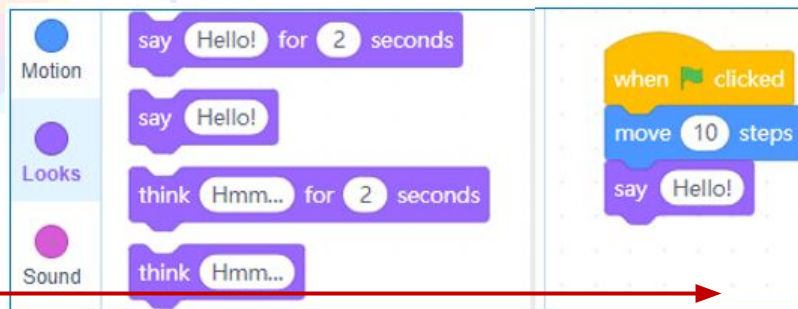 Motion
Looks
Sound
say Hello! for 2 seconds
say Hello!
think Hmm... for 2 seconds
think Hmm...
when clicked
move 10 steps
say Hello!